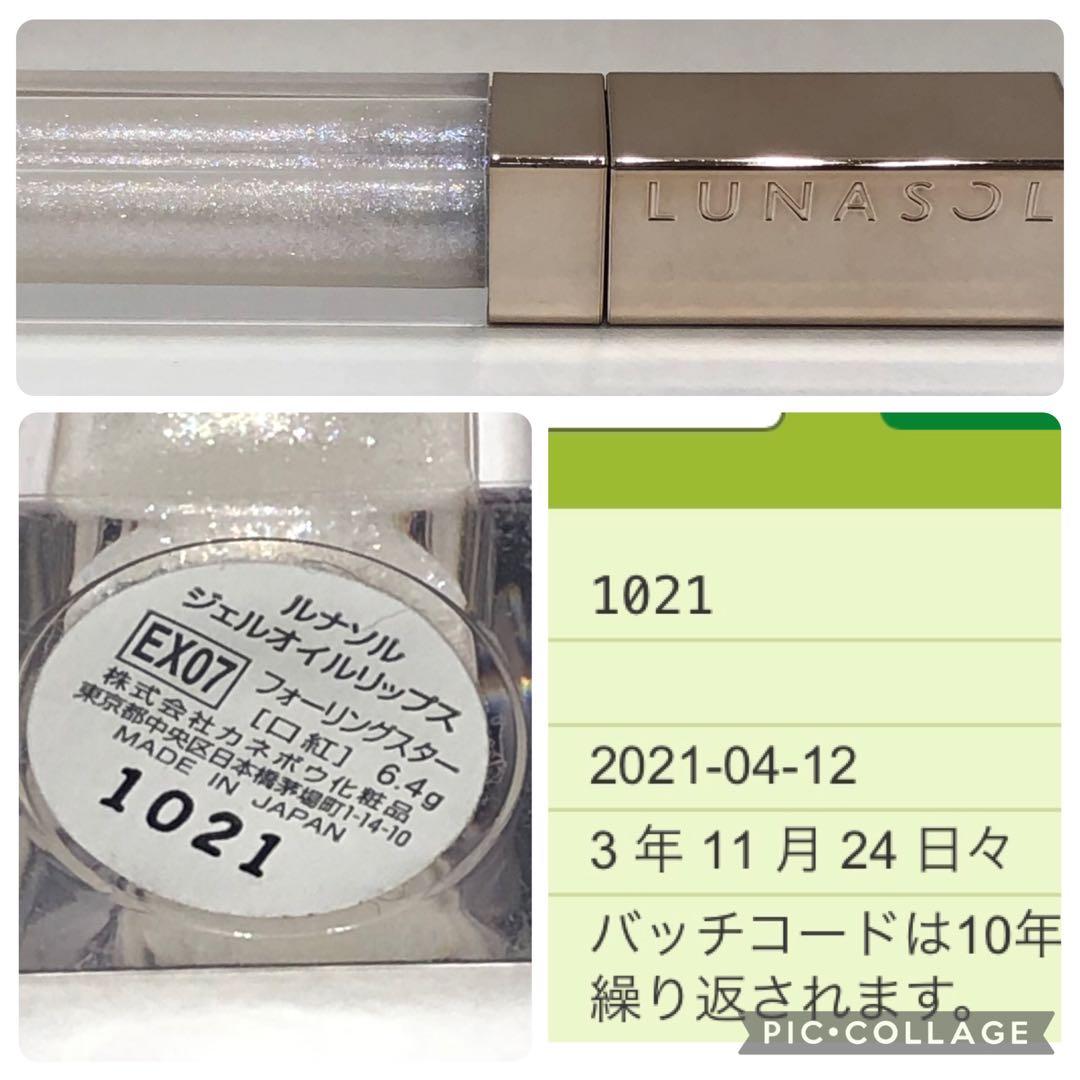 LUNASOL
ルナソル
ジェルオイルリップス
EX07 フォーリングスター
[口紅] 6.4g
株式会社カネボウ化粧品
東京都中央区日本橋茅場町1-14-10
MADE IN JAPAN
1021
1021
2021-04-12
3 年 11 月 24 日々
バッチコードは10年
繰り返されます。
PIC•COLLAGE